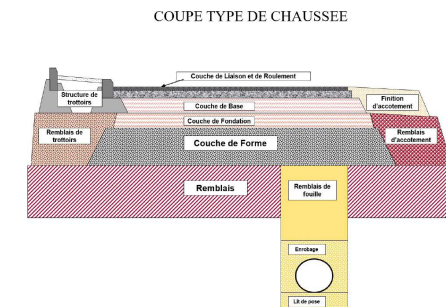 COUPE TYPE DE CHAUSSEE
Couche de Liaison et de Roulement
Structure de
trottoirs
Finition
d'accotement
Couche de Base
Couche de Fondation
Remblais de
trottoirs
Remblais
d'accotement
Couche de Forme
Remblais
Remblais de
fouille
Enrobage
Lit de pose